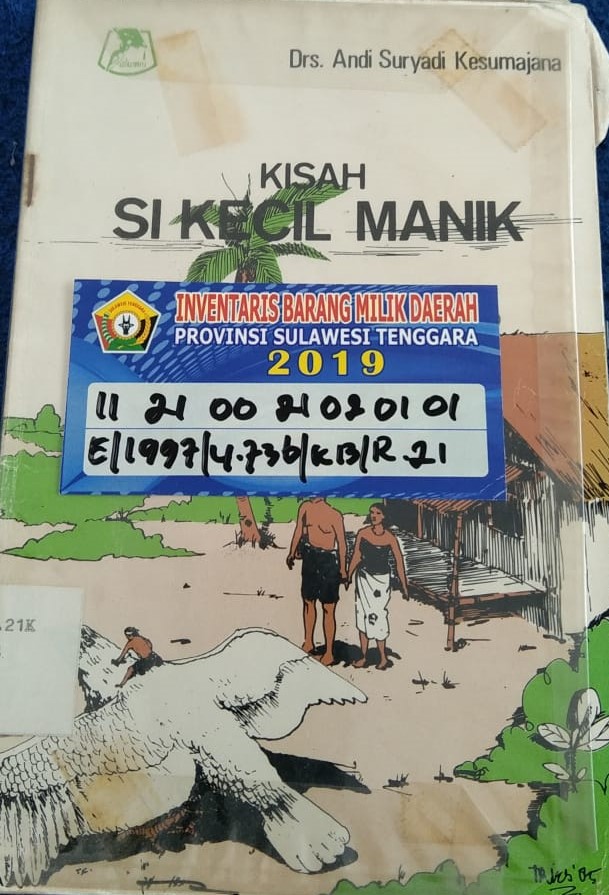 Drs. Andi Suryadi Kesumajana
KISAH
SI KECIL MANIK
INVENTARIS BARANG MILIK DAERAH
PROVINSI SULAWESI TENGGARA
2019
11 21 00 21 02 01 01
E/1997/4.736/KB/R.21
21K